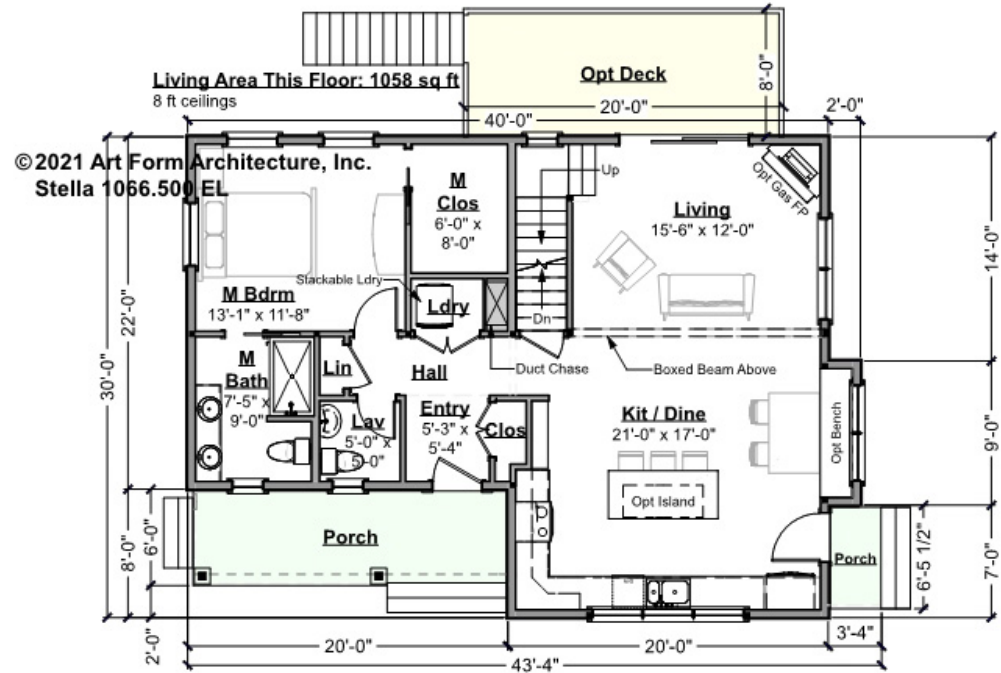 Living Area This Floor: 1058 sq ft
8 ft ceilings
Opt Deck
8'-0"
20'-0"
40'-0"
2'-0"
©2021 Art Form Architecture, Inc.
Stella 1066.500 EL
M
Clos
6'-0" x
8'-0"
Up
Living
15'-6" x 12'-0"
Opt Gas FP
14'-0"
Stackable Ldry
M Bdrm
13'-1" x 11'-8"
Ldry
Dn
22'-0"
30'-0"
M
Bath
7'-5" x
9'-0"
Lin
Hall
Duct Chase
Boxed Beam Above
Lav
5'-0" x
5'-0"
Entry
5'-3" x
5'-4"
Clos
Kit / Dine
21'-0" x 17'-0"
Opt Bench
9'-0"
Opt Island
Porch
8'-0"
6'-0"
Porch
6'-5 1/2"
7'-0"
2'-0"
20'-0"
20'-0"
3'-4"
43'-4"